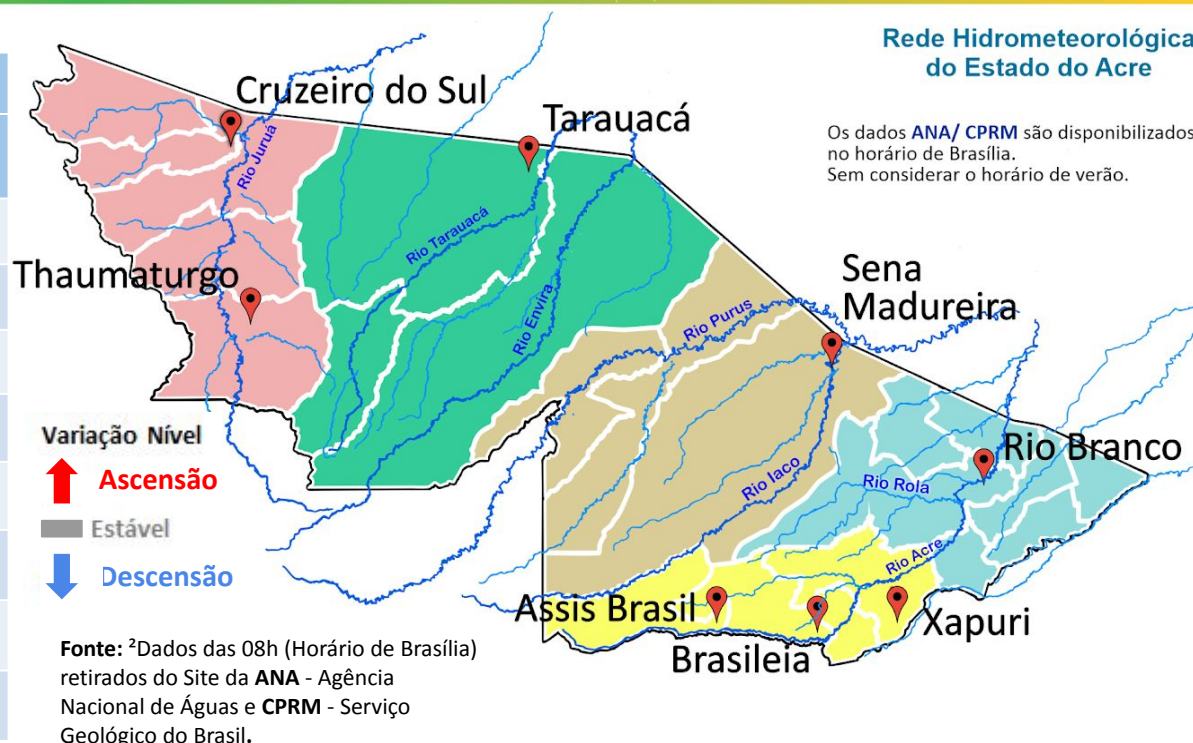 Rede Hidrometeorológica
do Estado do Acre
Os dados ANA/ CPRM são disponibilizados
no horário de Brasília.
Sem considerar o horário de verão.
Cruzeiro do Sul
Tarauacá
Rio Juruá
Rio Tarauacá
Thaumaturgo
Rio Envira
Sena
Madureira
Rio Purus
Rio Iaco
Rio Branco
Rio Rola
Rio Acre
Assis Brasil
Brasileia
Xapuri
Variação Nível
Ascensão
Estável
Descensão
Fonte: ²Dados das 08h (Horário de Brasília)
retirados do Site da ANA - Agência
Nacional de Águas e CPRM - Serviço
Geológico do Brasil.